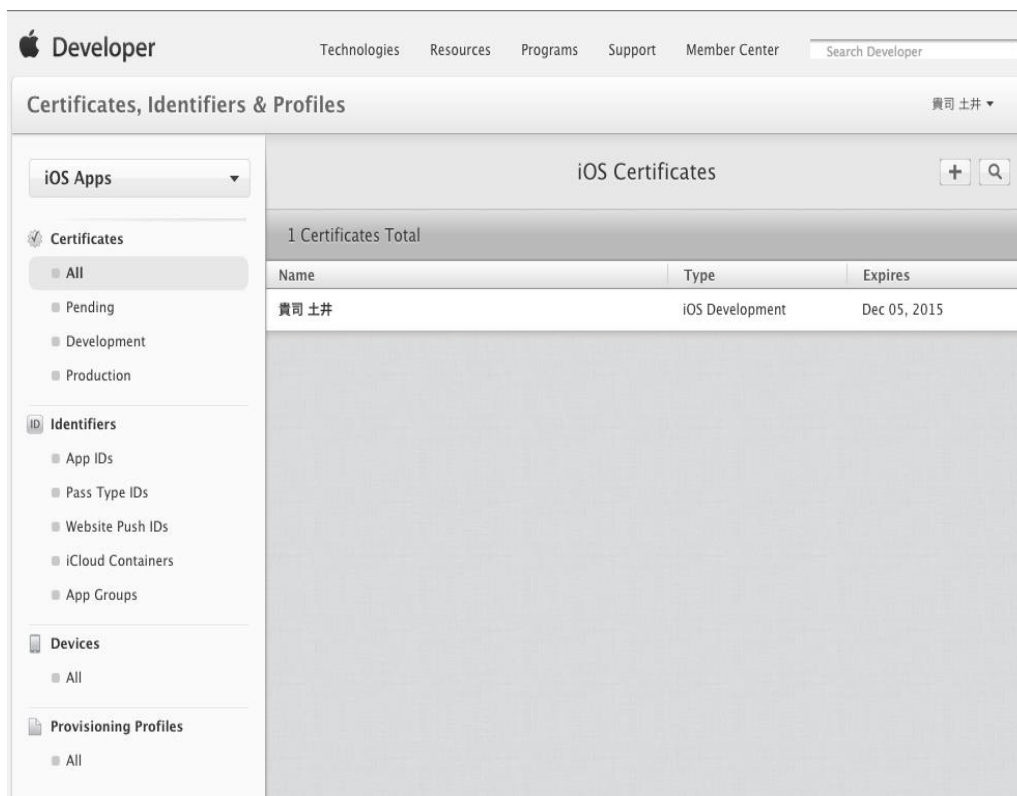 Developer
Technologies Resources Programs Support Member Center Search Developer
Certificates, Identifiers & Profiles
貴司 土井
iOS Apps
Certificates
All
Pending
Development
Production
ID Identifiers
App IDs
Pass Type IDs
Website Push IDs
iCloud Containers
App Groups
Devices
All
Provisioning Profiles
All
iOS Certificates
1 Certificates Total
Name Type Expires
貴司 土井 iOS Development Dec 05, 2015